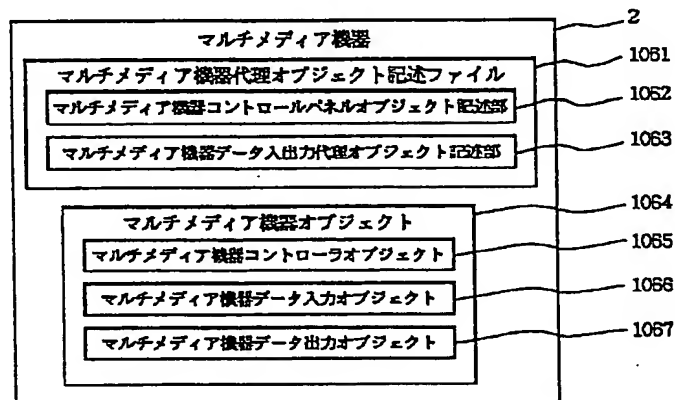 マルチメディア機器
2
マルチメディア機器代理オブジェクト記述ファイル
1061
マルチメディア機器コントロールパネルオブジェクト記述部
1062
マルチメディア機器データ入出力代理オブジェクト記述部
1063
マルチメディア機器オブジェクト
1064
マルチメディア機器コントローラオブジェクト
1065
マルチメディア機器データ入力オブジェクト
1066
マルチメディア機器データ出力オブジェクト
1067